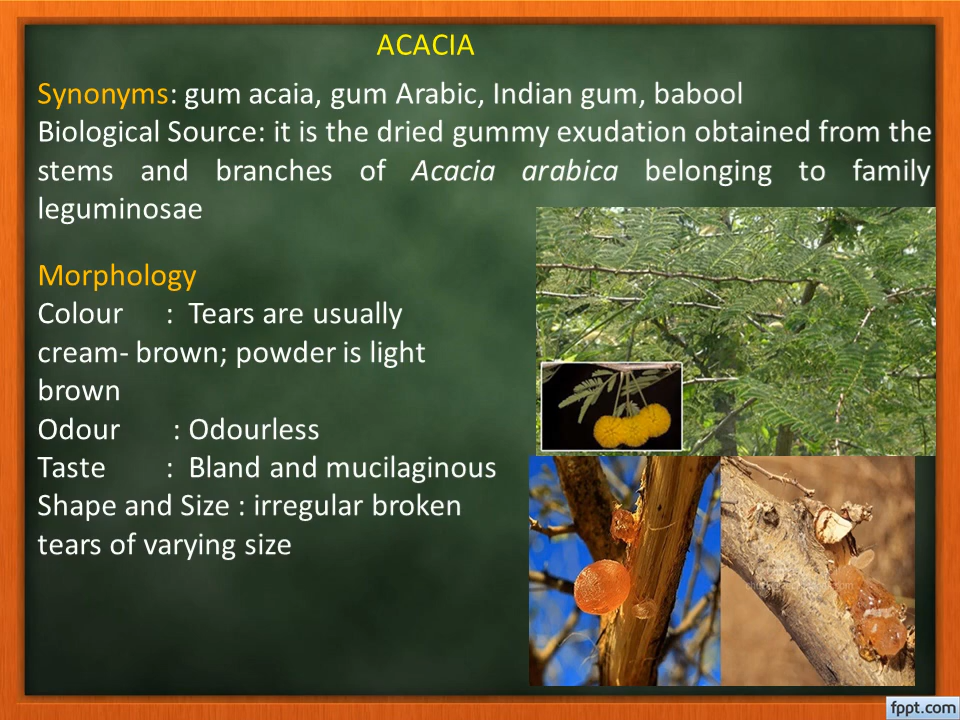 ACACIA
Synonyms: gum acaia, gum Arabic, Indian gum, babool
Biological Source: it is the dried gummy exudation obtained from the
stems and branches of Acacia arabica belonging to family
leguminosae
Morphology
Colour : Tears are usually
cream- brown; powder is light
brown
Odour : Odourless
Taste : Bland and mucilaginous
Shape and Size : irregular broken
tears of varying size
fppt.com